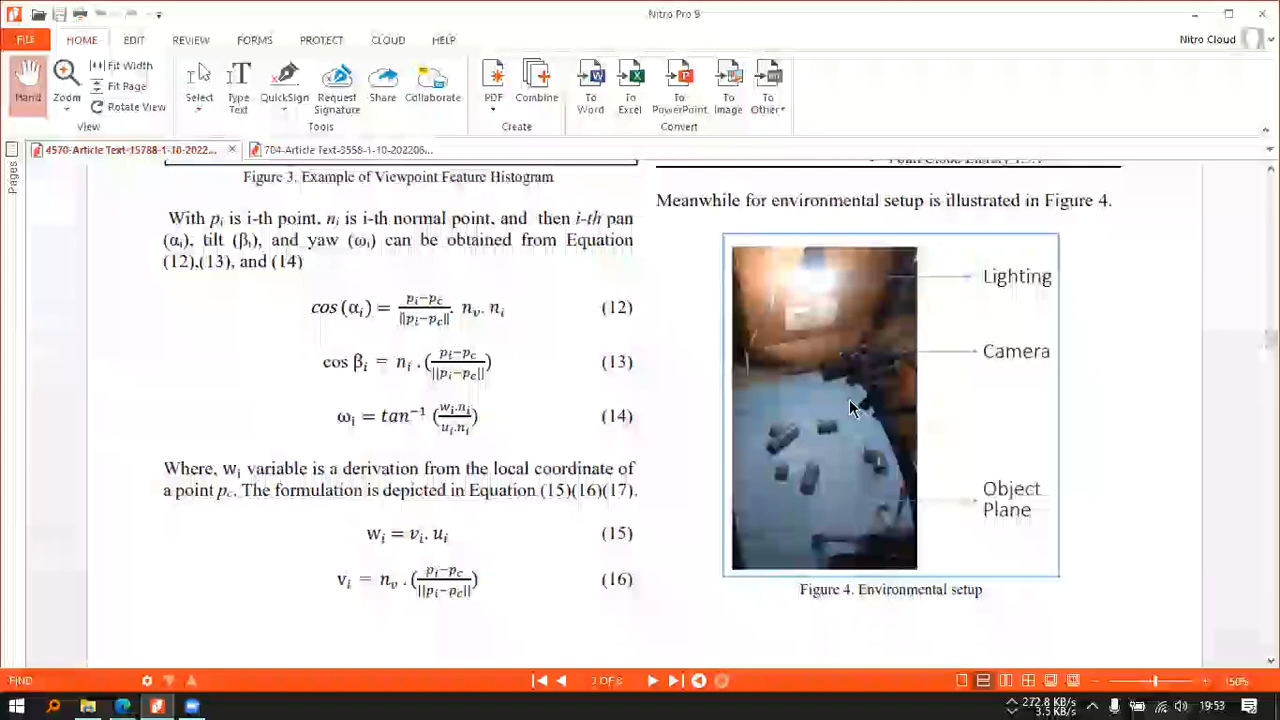 Nitro Pro 9
FILE HOME EDIT REVIEW FORMS PROTECT CLOUD HELP Nitro Cloud
Hand Zoom Fit Width Fit Page Rotate View
Select Type Text QuickSign Request Signature Share Collaborate
PDF Combine
To Word To Excel To PowerPoint To Image To Other
View Tools Create Convert
4570-Article Text-15788-1-10-2022... 784-Article Text-3558-1-10-202206...
Pages
Figure 3. Example of Viewpoint Feature Histogram
With pᵢ is i-th point, nᵢ is i-th normal point, and then i-th pan
(αᵢ), tilt (βᵢ), and yaw (ωᵢ) can be obtained from Equation
(12),(13), and (14)
cos (αᵢ) = pᵢ−p꜀ / ||pᵢ−p꜀|| . nᵥ. nᵢ (12)
cos βᵢ = nᵢ . (pᵢ−p꜀ / ||pᵢ−p꜀||) (13)
ωᵢ = tan⁻¹ (wᵢ.nᵢ / uᵢ.nᵢ) (14)
Where, wᵢ variable is a derivation from the local coordinate of
a point p꜀. The formulation is depicted in Equation (15)(16)(17).
wᵢ = vᵢ. uᵢ (15)
vᵢ = nᵥ . (pᵢ−p꜀ / ||pᵢ−p꜀||) (16)
Meanwhile for environmental setup is illustrated in Figure 4.
Lighting
Camera
Object
Plane
Figure 4. Environmental setup
FIND 3 OF 8 150%
272.8 KB/s
3.5 KB/s
19:53